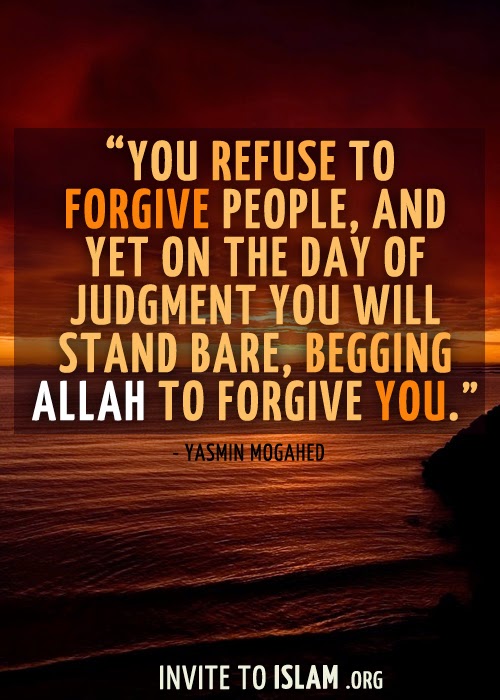 “YOU REFUSE TO
FORGIVE PEOPLE, AND
YET ON THE DAY OF
JUDGMENT YOU WILL
STAND BARE, BEGGING
ALLAH TO FORGIVE YOU.”
- YASMIN MOGAHED
INVITE TO ISLAM .ORG